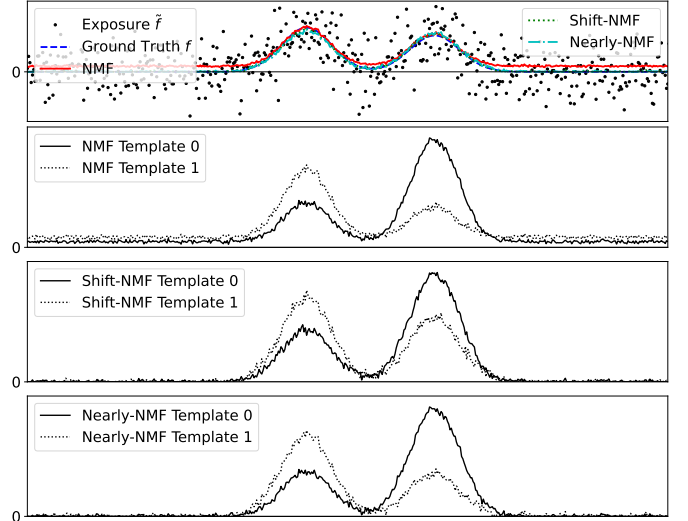 Exposure f̃
Ground Truth f
NMF
Shift-NMF
Nearly-NMF
0
NMF Template 0
NMF Template 1
0
Shift-NMF Template 0
Shift-NMF Template 1
0
Nearly-NMF Template 0
Nearly-NMF Template 1
0